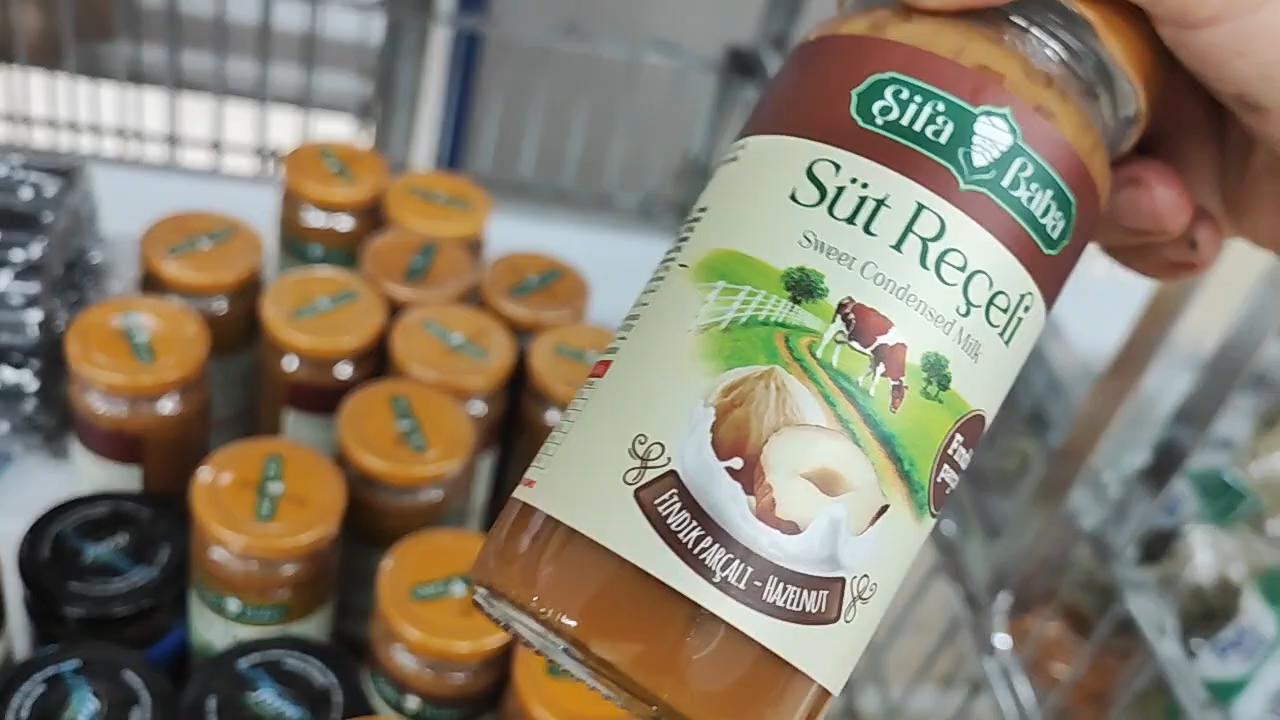 Şifa Baba
Süt Reçeli
Sweet Condensed Milk
FINDIK PARÇALI - HAZELNUT